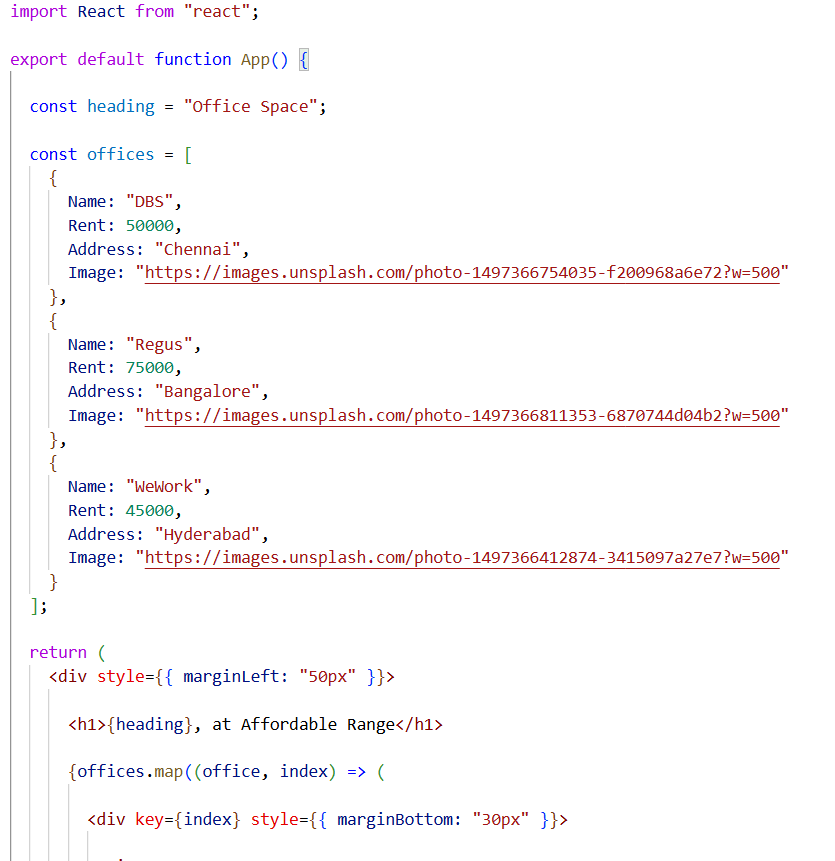 import React from "react";
export default function App() {
const heading = "Office Space";
const offices = [
{
Name: "DBS",
Rent: 50000,
Address: "Chennai",
Image: "https://images.unsplash.com/photo-1497366754035-f200968a6e72?w=500"
},
{
Name: "Regus",
Rent: 75000,
Address: "Bangalore",
Image: "https://images.unsplash.com/photo-1497366811353-6870744d04b2?w=500"
},
{
Name: "WeWork",
Rent: 45000,
Address: "Hyderabad",
Image: "https://images.unsplash.com/photo-1497366412874-3415097a27e7?w=500"
}
];
return (
<div style={{ marginLeft: "50px" }}>
<h1>{heading}, at Affordable Range</h1>
{offices.map((office, index) => (
<div key={index} style={{ marginBottom: "30px" }}>